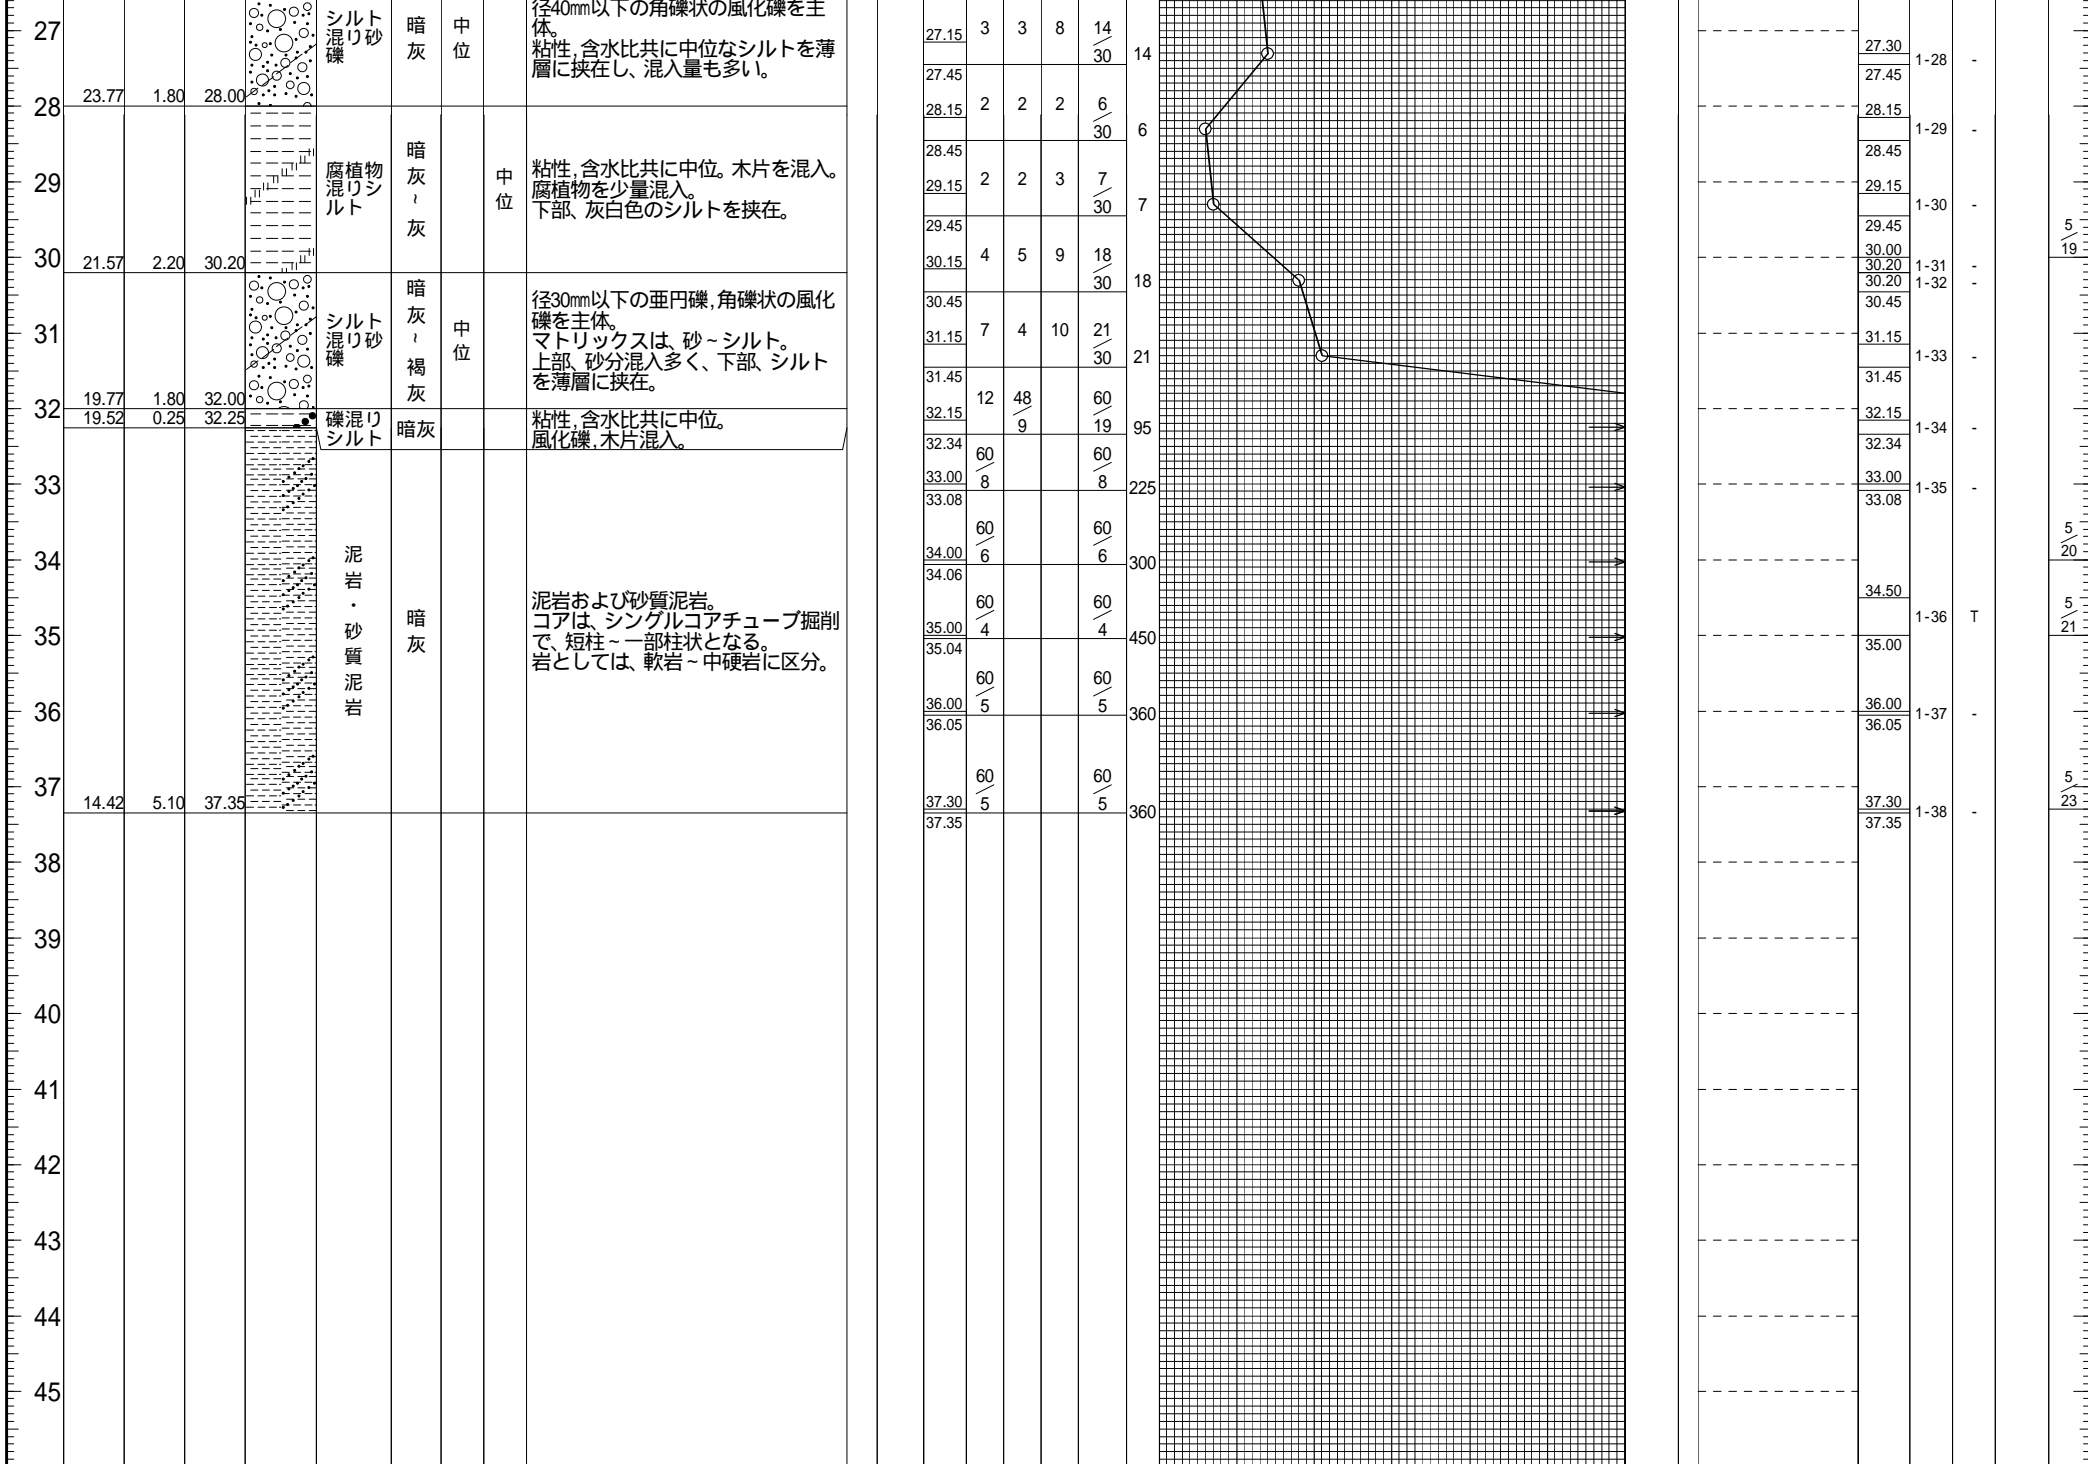 27
シルト
混り砂
礫
暗
灰
中
位
径40mm以下の角礫状の風化礫を主
体。
粘性,含水比共に中位なシルトを薄
層に挟在し、混入量も多い。
27.15 3 3 8 14
30
14
27.45
27.30
27.45
1-28 -
23.77 1.80 28.00
28
28.15 2 2 2 6
30
6
28.45
28.15
28.45
1-29 -
腐植物
混りシ
ルト
暗
灰
~
灰
中
位
粘性,含水比共に中位。木片を混入。
腐植物を少量混入。
下部、灰白色のシルトを挟在。
29
29.15 2 2 3 7
30
7
29.45
29.15
29.45
1-30 -
5
19
21.57 2.20 30.20
30
30.15 4 5 9 18
30
18
30.45
30.00
30.20
1-31 -
30.20
30.45
1-32 -
シルト
混り砂
礫
暗
灰
~
褐
灰
中
位
径30mm以下の亜円礫,角礫状の風化
礫を主体。
マトリックスは、砂~シルト。
上部、砂分混入多く、下部、シルト
を薄層に挟在。
31
31.15 7 4 10 21
30
21
31.45
31.15
31.45
1-33 -
19.77 1.80 32.00
32
19.52 0.25 32.25
礫混り
シルト
暗灰
粘性,含水比共に中位。
風化礫,木片混入。
32.15 12 48
9
60
19
95
32.34
32.15
32.34
1-34 -
33
33.00 60
8
60
8
225
33.08
33.00
33.08
1-35 -
34
34.00 60
6
60
6
300
34.06
5
20
泥
岩
・
砂
質
泥
岩
暗
灰
泥岩および砂質泥岩。
コアは、シングルコアチューブ掘削
で、短柱~一部柱状となる。
岩としては、軟岩~中硬岩に区分。
35
35.00 60
4
60
4
450
35.04
34.50
35.00
1-36 T
5
21
36
36.00 60
5
60
5
360
36.05
36.00
36.05
1-37 -
37
14.42 5.10 37.35
37.30 60
5
60
5
360
37.35
37.30
37.35
1-38 -
5
23
38
39
40
41
42
43
44
45